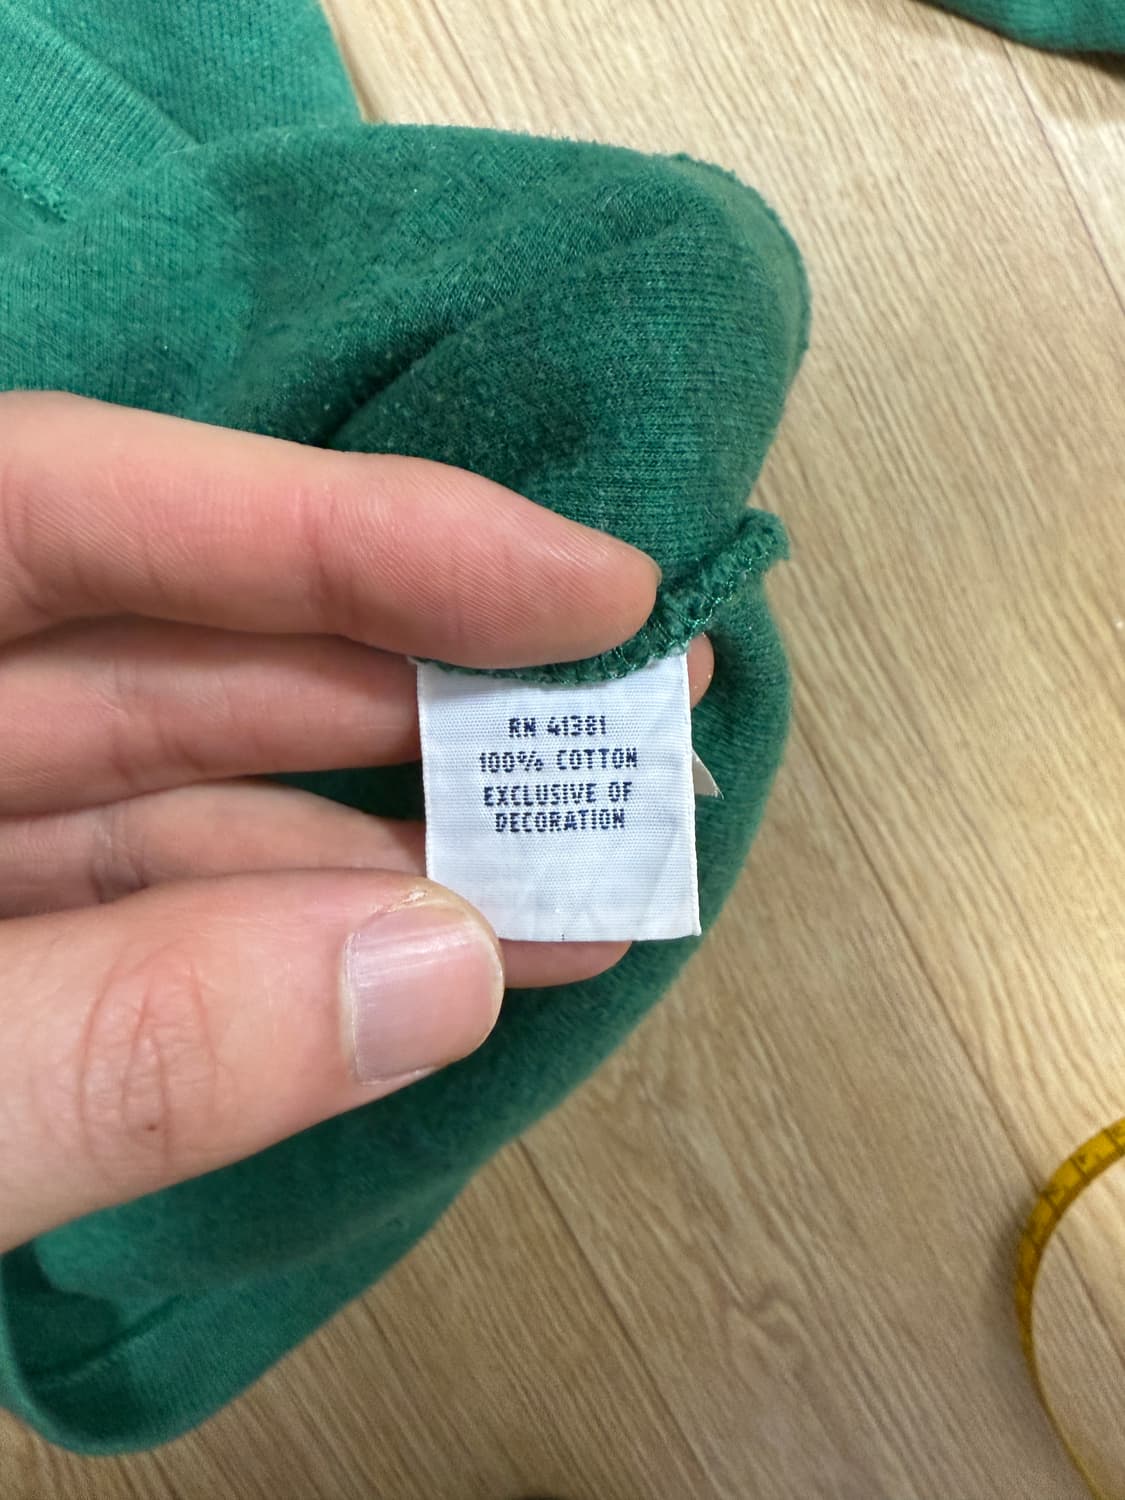 RN 41381
100% COTTON
EXCLUSIVE OF
DECORATION